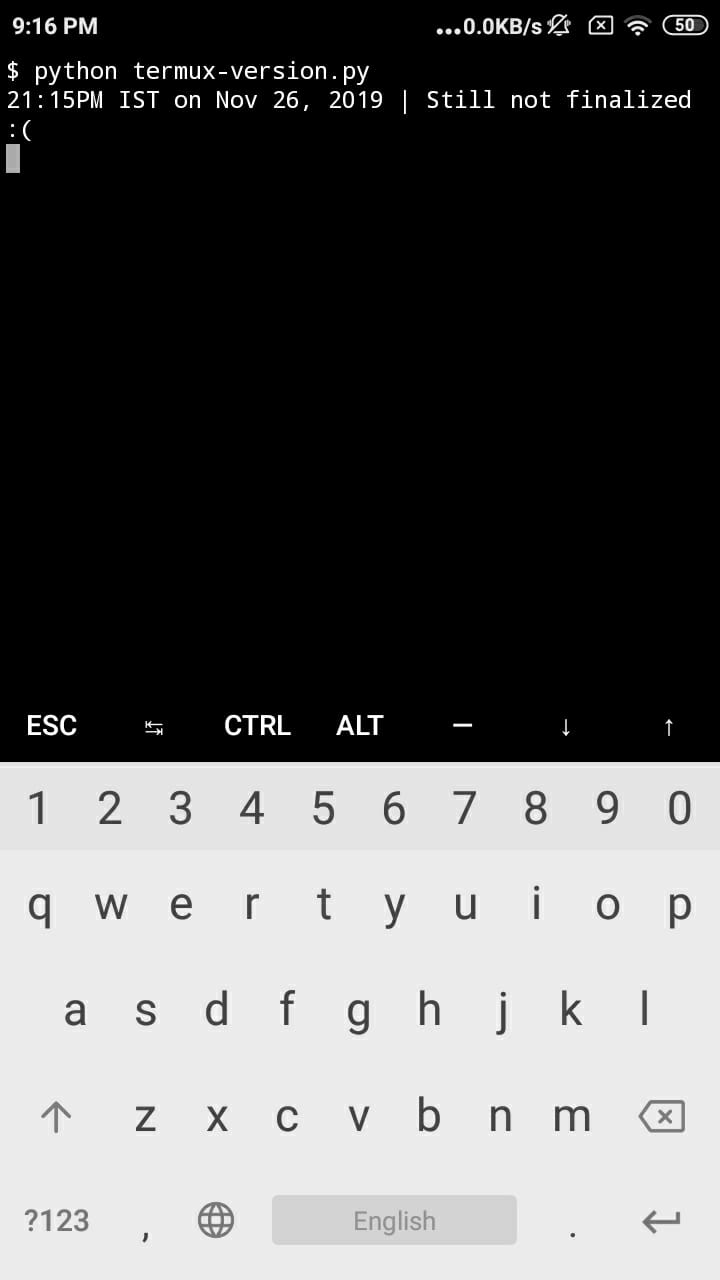 9:16 PM ...0.0KB/s 50
$ python termux-version.py
21:15PM IST on Nov 26, 2019 | Still not finalized
:(
ESC ↹ CTRL ALT — ↓ ↑
1 2 3 4 5 6 7 8 9 0
q w e r t y u i o p
a s d f g h j k l
z x c v b n m
?123 , English .